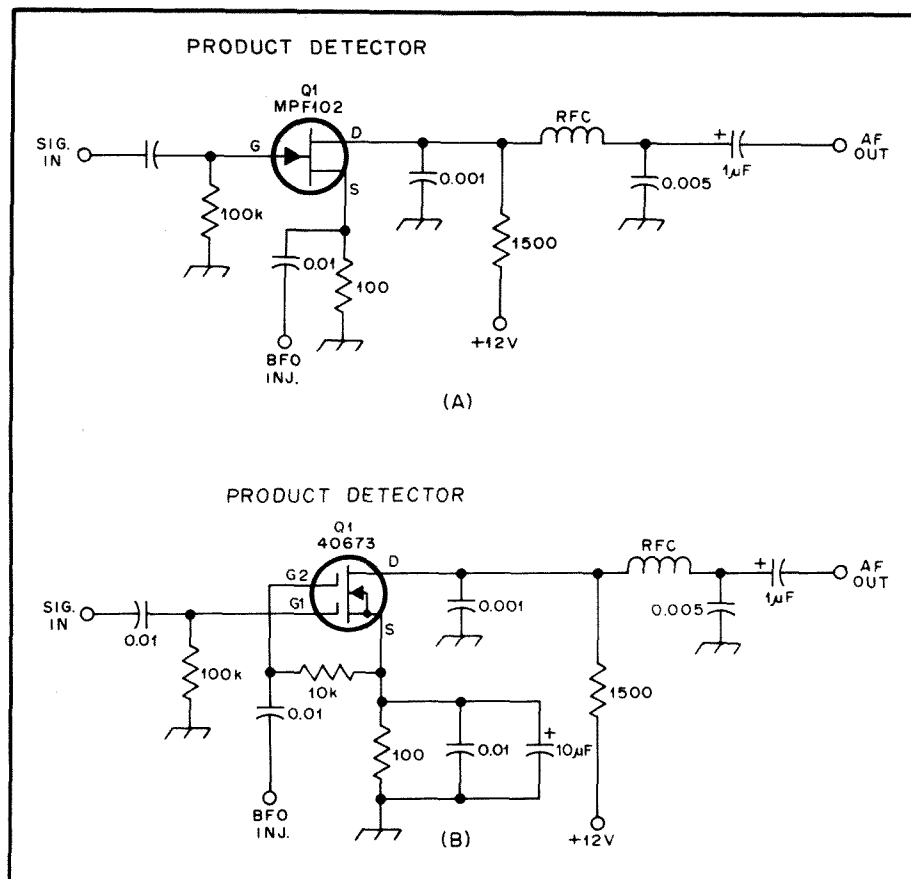 PRODUCT DETECTOR
Q1
MPF102
SIG.
IN
G
D
S
RFC
+
AF
OUT
0.001
0.005
1µF
100k
0.01
100
1500
BFO
INJ.
+12V
(A)
PRODUCT DETECTOR
Q1
40673
G2
G1
D
S
RFC
+
AF
OUT
SIG.
IN
0.01
0.001
0.005
1µF
100k
10k
0.01
1500
100
0.01
+
10µF
BFO
INJ.
(B)
+12V